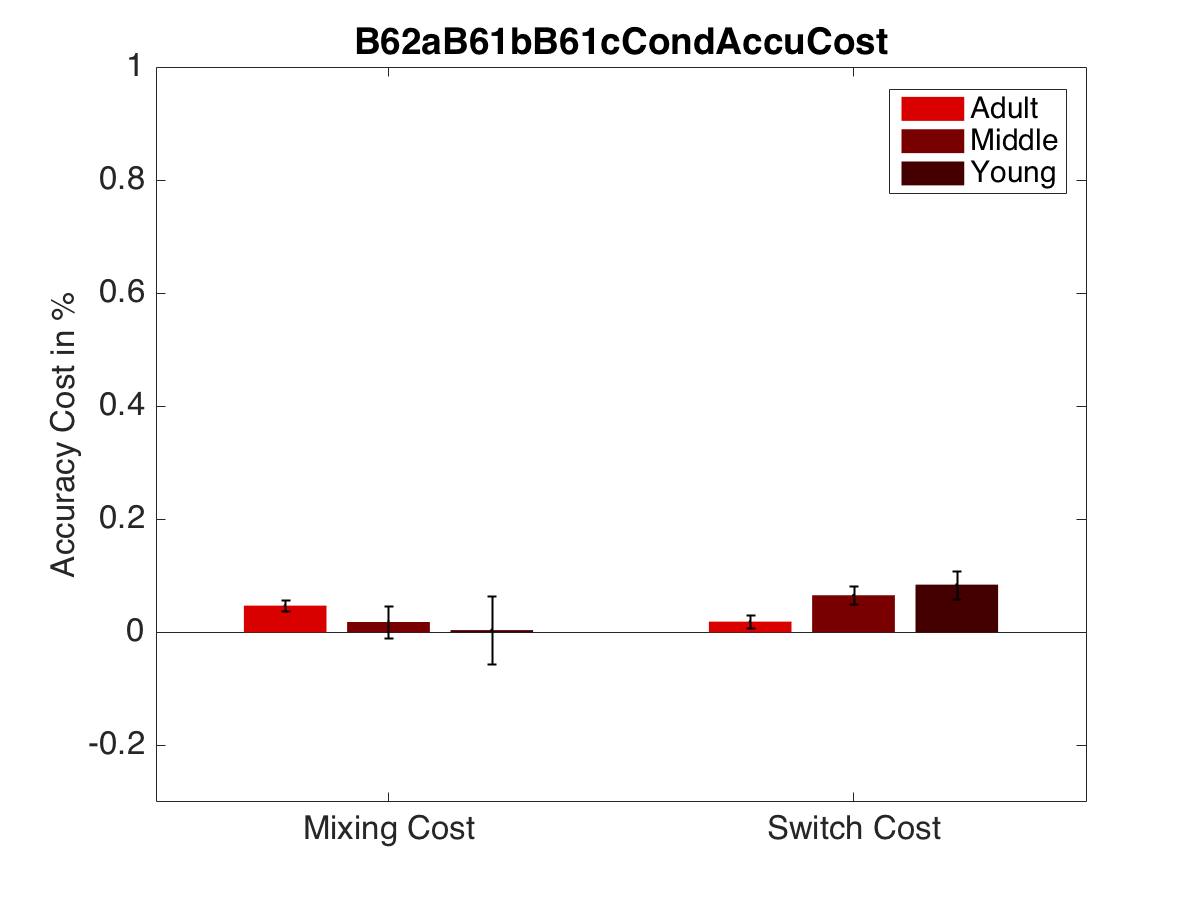 B62aB61bB61cCondAccuCost
1
0.8
0.6
0.4
0.2
0
-0.2
Accuracy Cost in %
Adult
Middle
Young
Mixing Cost
Switch Cost